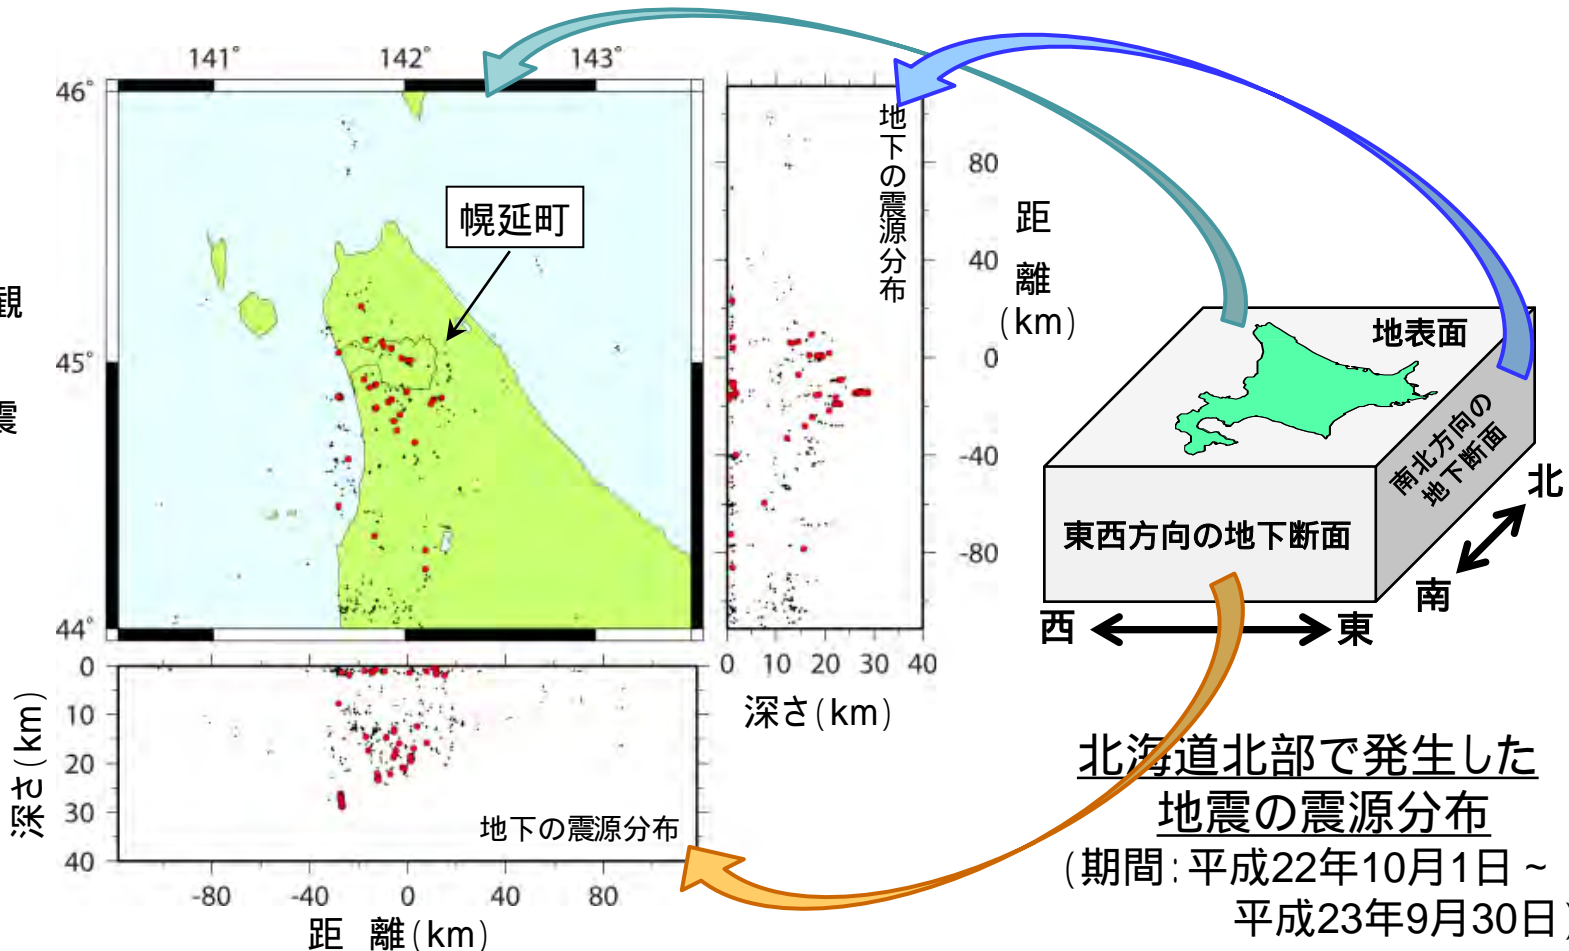 141° 142° 143°
46°
45°
44°
観
震
幌延町
地下の震源分布
80
40
0
-40
-80
距離(km)
0 10 20 30 40
深さ(km)
0
10
20
30
40
深さ(km)
地下の震源分布
-80 -40 0 40 80
距 離(km)
地表面
南北方向の
地下断面
東西方向の地下断面
北
南
西
東
北海道北部で発生した
地震の震源分布
(期間:平成22年10月1日 ~
平成23年9月30日)